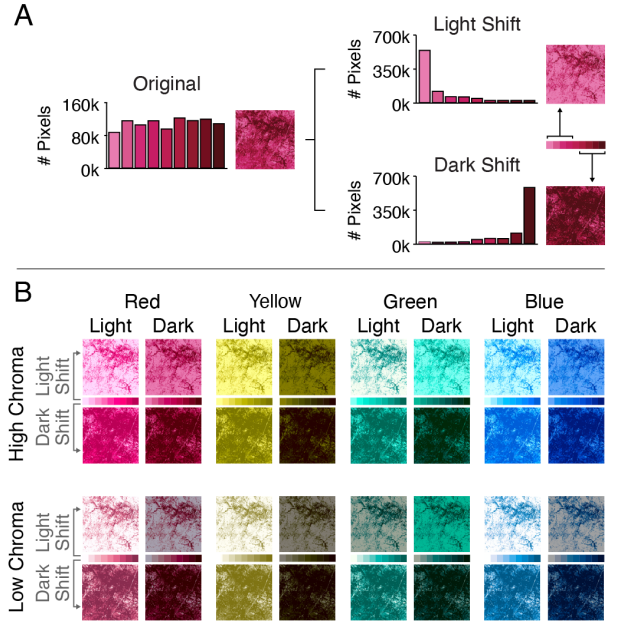 A
Original
# Pixels
160k
80k
0k
Light Shift
# Pixels
700k
350k
0k
Dark Shift
# Pixels
700k
350k
0k
B
Red Yellow Green Blue
Light Dark Light Dark Light Dark Light Dark
High Chroma
Light Shift
Dark Shift
Low Chroma
Light Shift
Dark Shift